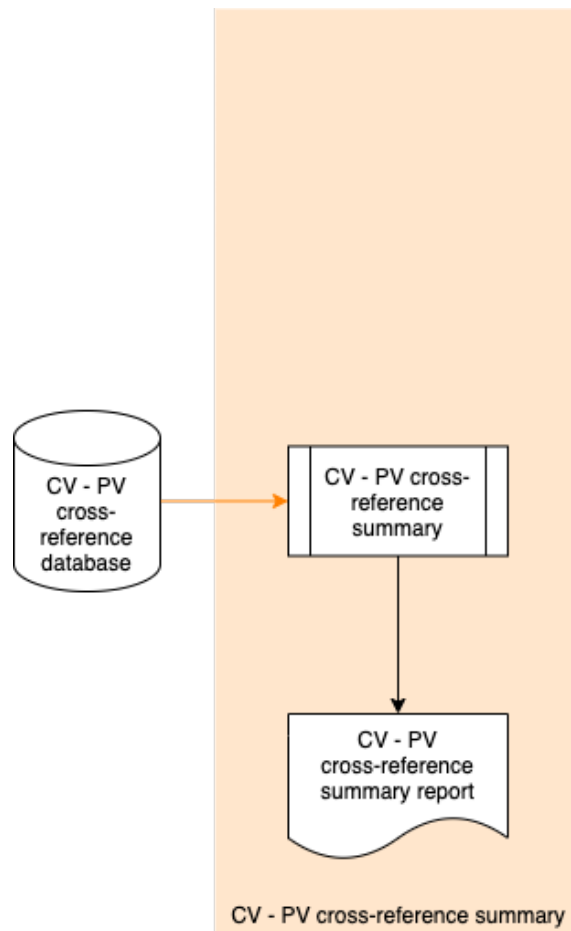 CV - PV
cross-
reference
database
CV - PV cross-
reference
summary
CV - PV
cross-reference
summary report
CV - PV cross-reference summary